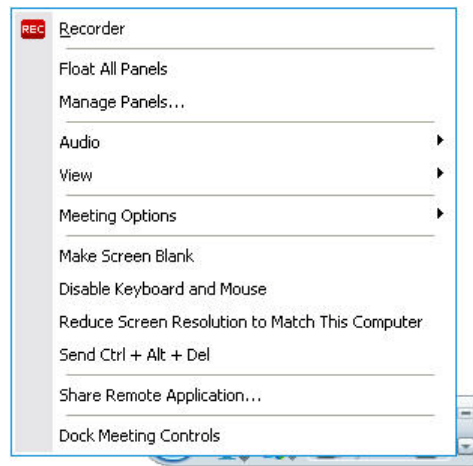 REC Recorder
Float All Panels
Manage Panels...
Audio
View
Meeting Options
Make Screen Blank
Disable Keyboard and Mouse
Reduce Screen Resolution to Match This Computer
Send Ctrl + Alt + Del
Share Remote Application...
Dock Meeting Controls